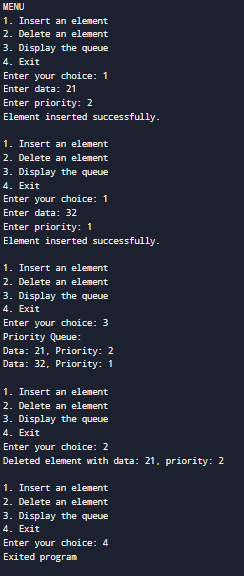 MENU
1. Insert an element
2. Delete an element
3. Display the queue
4. Exit
Enter your choice: 1
Enter data: 21
Enter priority: 2
Element inserted successfully.
1. Insert an element
2. Delete an element
3. Display the queue
4. Exit
Enter your choice: 1
Enter data: 32
Enter priority: 1
Element inserted successfully.
1. Insert an element
2. Delete an element
3. Display the queue
4. Exit
Enter your choice: 3
Priority Queue:
Data: 21, Priority: 2
Data: 32, Priority: 1
1. Insert an element
2. Delete an element
3. Display the queue
4. Exit
Enter your choice: 2
Deleted element with data: 21, priority: 2
1. Insert an element
2. Delete an element
3. Display the queue
4. Exit
Enter your choice: 4
Exited program